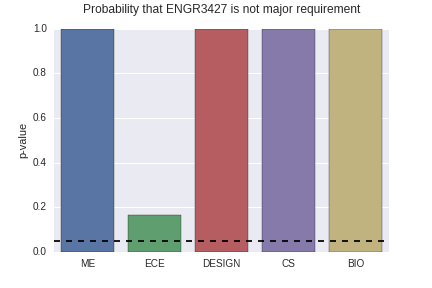 Probability that ENGR3427 is not major requirement
1.0
0.8
0.6
0.4
0.2
0.0
p-value
ME ECE DESIGN CS BIO